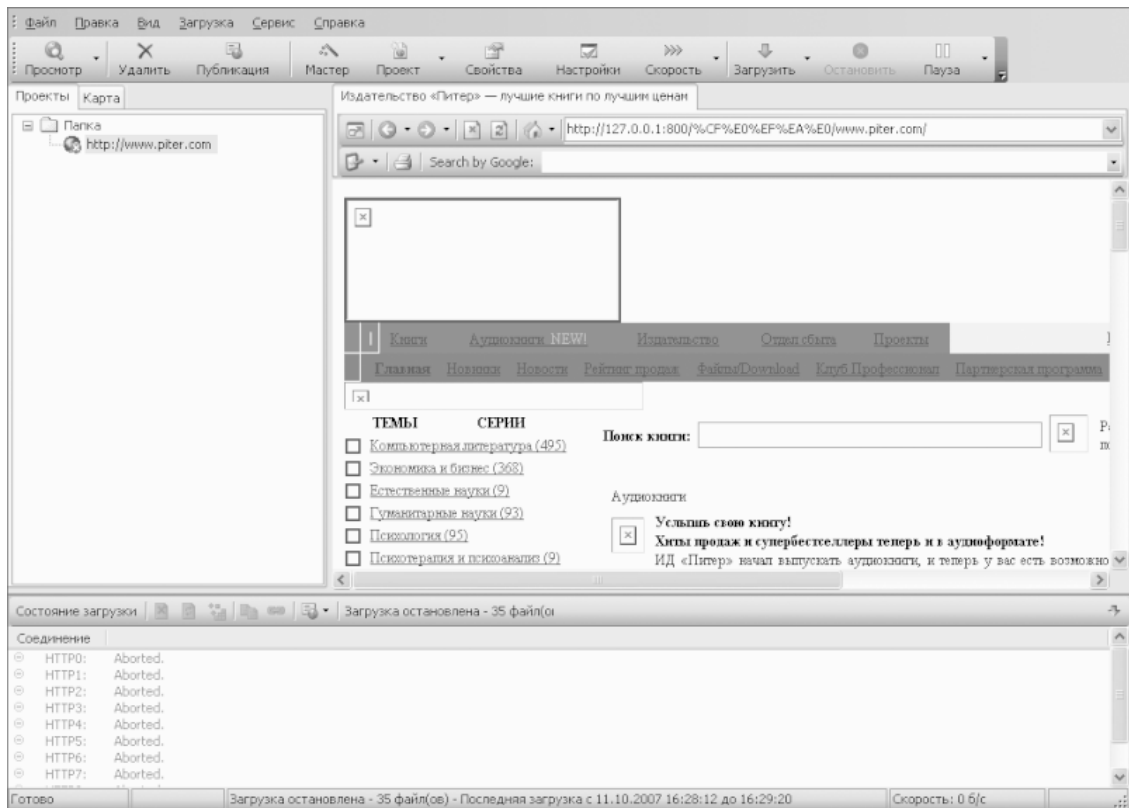 Файл Правка Вид Загрузка Сервис Справка
Просмотр Удалить Публикация Мастер Проект Свойства Настройки Скорость Загрузить Остановить Пауза
Проекты Карта
Издательство «Питер» — лучшие книги по лучшим ценам
Папка
http://www.piter.com
http://127.0.0.1:800/%CF%E0%EF%EA%E0/www.piter.com/
Search by Google:
Книги Аудиокниги NEW! Издательство Отдел сбыта Проекты
Главная Новинки Новости Рейтинг продаж Файлы/Download Клуб Профессионал Партнерская программа
ТЕМЫ СЕРИИ
Компьютерная литература (495)
Экономика и бизнес (368)
Естественные науки (9)
Гуманитарные науки (93)
Психология (95)
Психотерапия и психоанализ (9)
Поиск книги:
Аудиокниги
Услышь свою книгу!
Хиты продаж и супербестселлеры теперь и в аудиоформате!
ИД «Питер» начал выпускать аудиокниги, и теперь у вас есть возможно
Состояние загрузки Загрузка остановлена - 35 файл(ов
Соединение
HTTP0: Aborted.
HTTP1: Aborted.
HTTP2: Aborted.
HTTP3: Aborted.
HTTP4: Aborted.
HTTP5: Aborted.
HTTP6: Aborted.
HTTP7: Aborted.
Готово Загрузка остановлена - 35 файл(ов) - Последняя загрузка с 11.10.2007 16:28:12 до 16:29:20 Скорость: 0 б/с